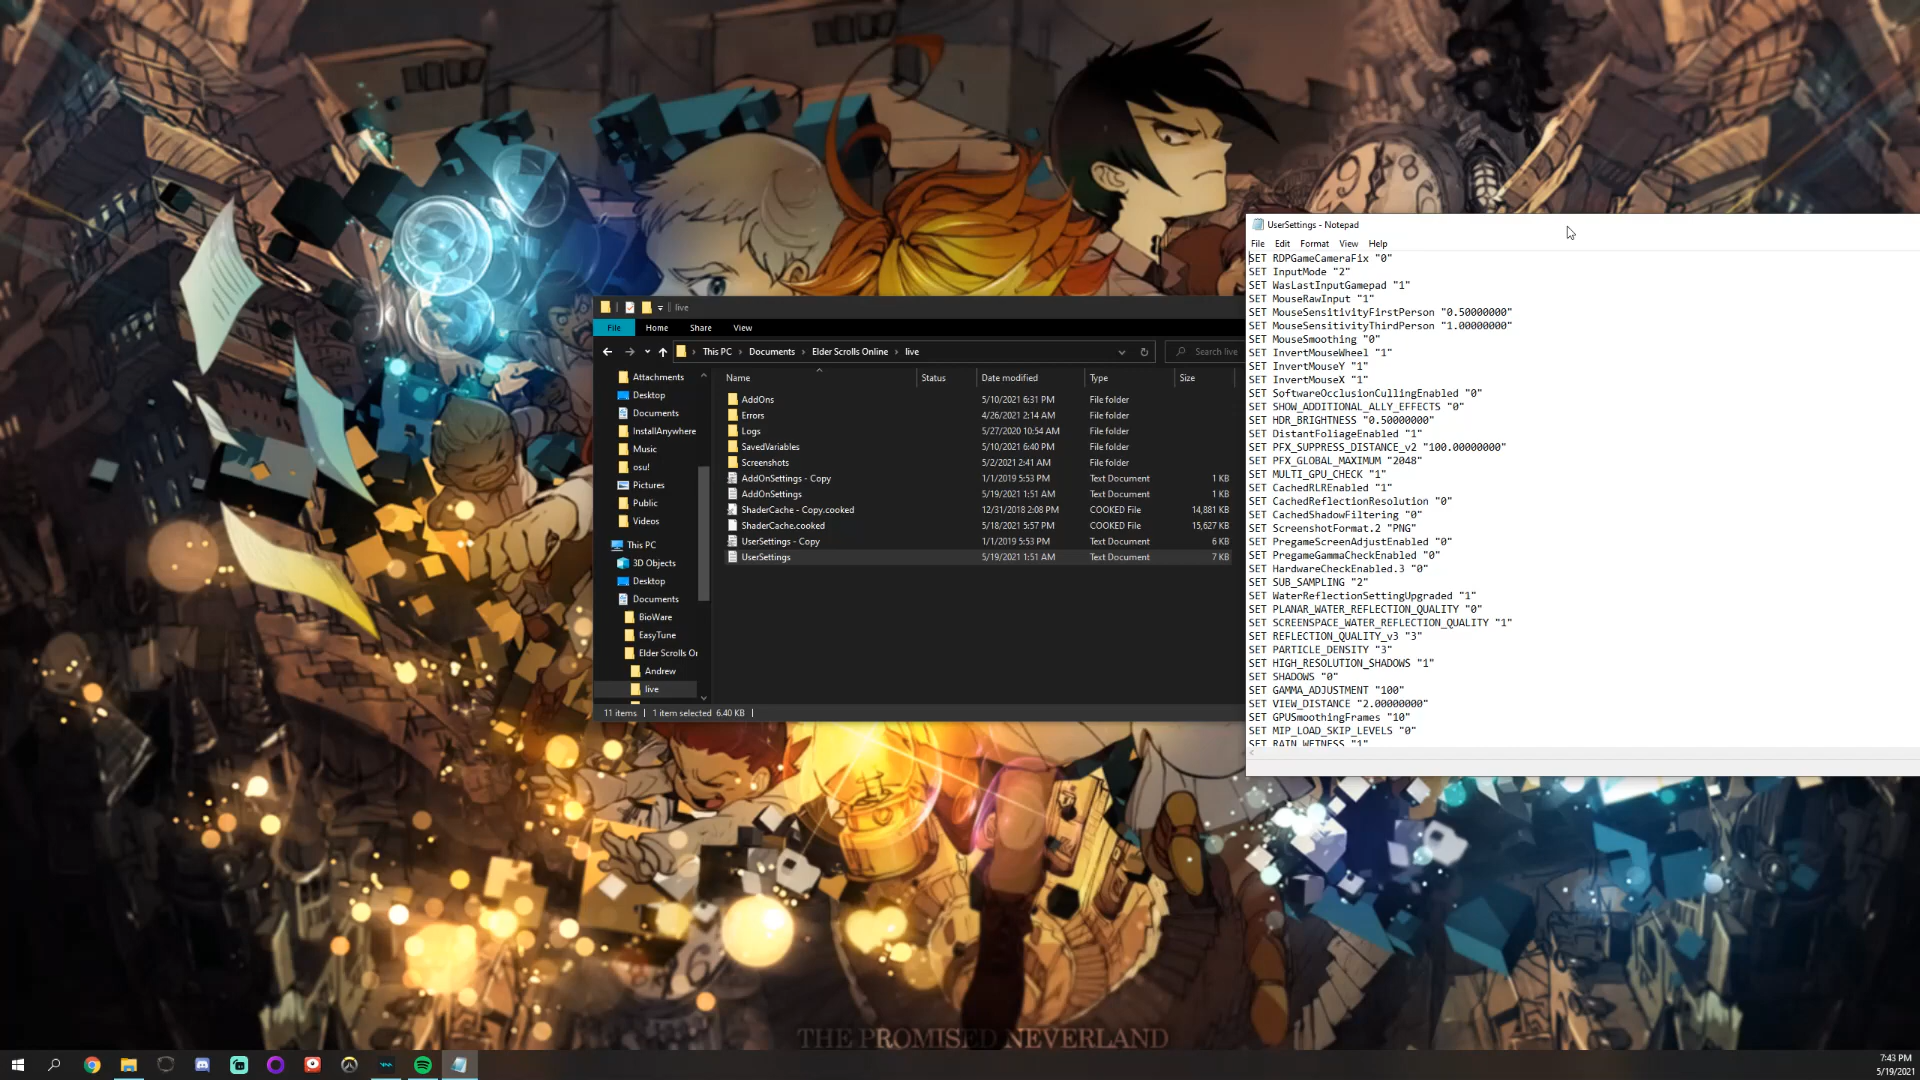 UserSettings - Notepad
File Edit Format View Help
SET RDPGameCameraFix "0"
SET InputMode "2"
SET WasLastInputGamepad "1"
SET MouseRawInput "1"
SET MouseSensitivityFirstPerson "0.50000000"
SET MouseSensitivityThirdPerson "1.00000000"
SET MouseSmoothing "0"
SET InvertMouseWheel "1"
SET InvertMouseY "1"
SET InvertMouseX "1"
SET SoftwareOcclusionCullingEnabled "0"
SET SHOW_ADDITIONAL_ALLY_EFFECTS "0"
SET HDR_BRIGHTNESS "0.50000000"
SET DistantFoliageEnabled "1"
SET PFX_SUPPRESS_DISTANCE_v2 "100.00000000"
SET PFX_GLOBAL_MAXIMUM "2048"
SET MULTI_GPU_CHECK "1"
SET CachedRLREnabled "1"
SET CachedReflectionResolution "0"
SET CachedShadowFiltering "0"
SET ScreenshotFormat.2 "PNG"
SET PregameScreenAdjustEnabled "0"
SET PregameGammaCheckEnabled "0"
SET HardwareCheckEnabled.3 "0"
SET SUB_SAMPLING "2"
SET WaterReflectionSettingUpgraded "1"
SET PLANAR_WATER_REFLECTION_QUALITY "0"
SET SCREENSPACE_WATER_REFLECTION_QUALITY "1"
SET REFLECTION_QUALITY_v3 "3"
SET PARTICLE_DENSITY "3"
SET HIGH_RESOLUTION_SHADOWS "1"
SET SHADOWS "0"
SET GAMMA_ADJUSTMENT "100"
SET VIEW_DISTANCE "2.00000000"
SET GPUSmoothingFrames "10"
SET MIP_LOAD_SKIP_LEVELS "0"
SET RAIN_WETNESS "1"
live
File Home Share View
This PC > Documents > Elder Scrolls Online > live
Search live
Attachments
Desktop
Documents
InstallAnywhere
Music
osu!
Pictures
Public
Videos
This PC
3D Objects
Desktop
Documents
BioWare
EasyTune
Elder Scrolls Or
Andrew
live
Name Status Date modified Type Size
AddOns 5/10/2021 6:31 PM File folder
Errors 4/26/2021 2:14 AM File folder
Logs 5/27/2020 10:54 AM File folder
SavedVariables 5/10/2021 6:40 PM File folder
Screenshots 5/2/2021 2:41 AM File folder
AddOnSettings - Copy 1/1/2019 5:53 PM Text Document 1 KB
AddOnSettings 5/19/2021 1:51 AM Text Document 1 KB
ShaderCache - Copy.cooked 12/31/2018 2:08 PM COOKED File 14,881 KB
ShaderCache.cooked 5/18/2021 5:57 PM COOKED File 15,627 KB
UserSettings - Copy 1/1/2019 5:53 PM Text Document 6 KB
UserSettings 5/19/2021 1:51 AM Text Document 7 KB
11 items 1 item selected 6.40 KB
THE PROMISED NEVERLAND
7:43 PM
5/19/2021